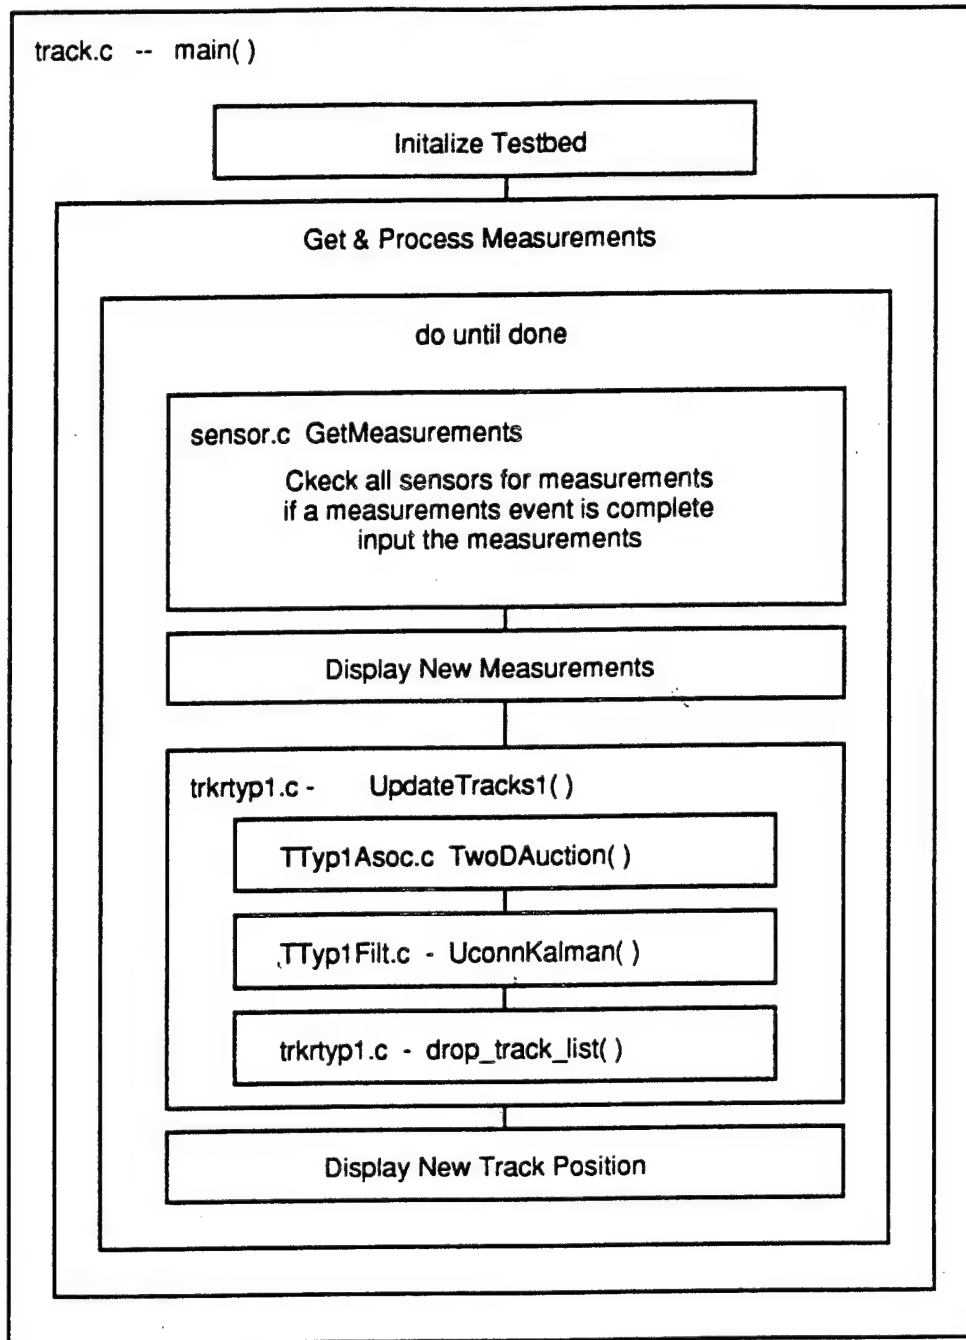 track.c -- main( )
Initalize Testbed
Get & Process Measurements
do until done
sensor.c GetMeasurements
Ckeck all sensors for measurements
if a measurements event is complete
input the measurements
Display New Measurements
trkrtyp1.c - UpdateTracks1( )
TTyp1Asoc.c TwoDAuction( )
TTyp1Filt.c - UconnKalman( )
trkrtyp1.c - drop_track_list( )
Display New Track Position